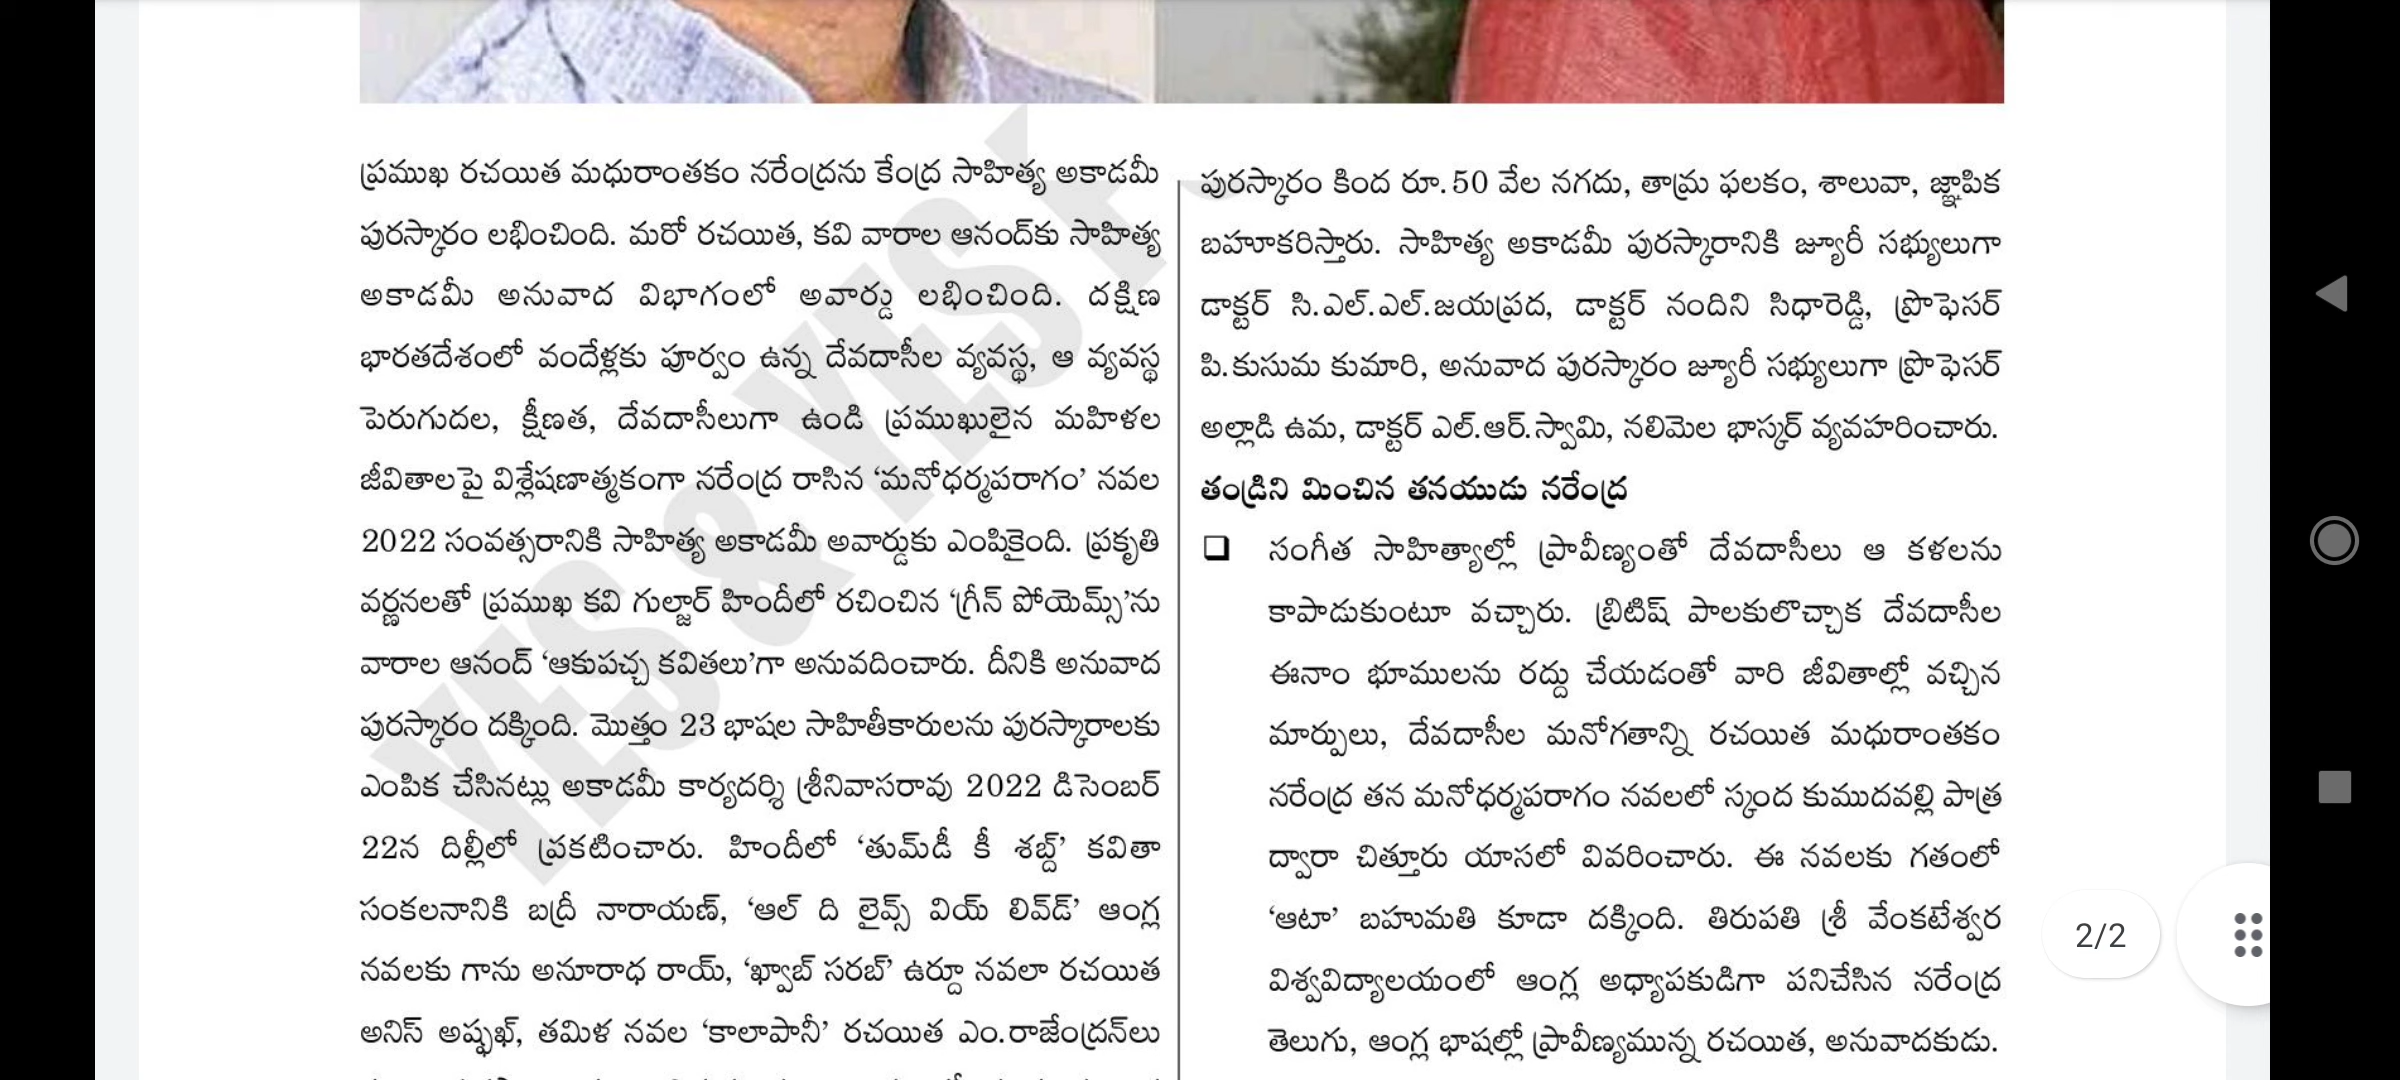 ప్రముఖ రచయిత మధురాంతకం నరేంద్రను కేంద్ర సాహిత్య అకాడమీ
పురస్కారం లభించింది. మరో రచయిత, కవి వారాల ఆనంద్‌కు సాహిత్య
అకాడమీ అనువాద విభాగంలో అవార్డు లభించింది. దక్షిణ
భారతదేశంలో వందేళ్లకు పూర్వం ఉన్న దేవదాసీల వ్యవస్థ, ఆ వ్యవస్థ
పెరుగుదల, క్షీణత, దేవదాసీలుగా ఉండి ప్రముఖులైన మహిళల
జీవితాలపై విశ్లేషణాత్మకంగా నరేంద్ర రాసిన ‘మనోధర్మపరాగం’ నవల
2022 సంవత్సరానికి సాహిత్య అకాడమీ అవార్డుకు ఎంపికైంది. ప్రకృతి
వర్ణనలతో ప్రముఖ కవి గుల్జార్ హిందీలో రచించిన ‘గ్రీన్ పోయెమ్స్’ను
వారాల ఆనంద్ ‘ఆకుపచ్చ కవితలు’గా అనువదించారు. దీనికి అనువాద
పురస్కారం దక్కింది. మొత్తం 23 భాషల సాహితీకారులను పురస్కారాలకు
ఎంపిక చేసినట్లు అకాడమీ కార్యదర్శి శ్రీనివాసరావు 2022 డిసెంబర్
22న దిల్లీలో ప్రకటించారు. హిందీలో ‘తుమ్‌డీ కీ శబ్ద్’ కవితా
సంకలనానికి బద్రీ నారాయణ్, ‘ఆల్ ది లైవ్స్ వియ్ లివ్‌డ్’ ఆంగ్ల
నవలకు గాను అనూరాధ రాయ్, ‘ఖ్వాబ్ సరబ్’ ఉర్దూ నవలా రచయిత
అనిస్ అష్ఫఖ్, తమిళ నవల ‘కాలాపానీ’ రచయిత ఎం.రాజేంద్రన్‌లు
పురస్కారం కింద రూ.50 వేల నగదు, తామ్ర ఫలకం, శాలువా, జ్ఞాపిక
బహూకరిస్తారు. సాహిత్య అకాడమీ పురస్కారానికి జ్యూరీ సభ్యులుగా
డాక్టర్ సి.ఎల్.ఎల్.జయప్రద, డాక్టర్ నందిని సిధారెడ్డి, ప్రొఫెసర్
పి.కుసుమ కుమారి, అనువాద పురస్కారం జ్యూరీ సభ్యులుగా ప్రొఫెసర్
అల్లాడి ఉమ, డాక్టర్ ఎల్.ఆర్.స్వామి, నలిమెల భాస్కర్ వ్యవహరించారు.
తండ్రిని మించిన తనయుడు నరేంద్ర
❑ సంగీత సాహిత్యాల్లో ప్రావీణ్యంతో దేవదాసీలు ఆ కళలను
కాపాడుకుంటూ వచ్చారు. బ్రిటిష్ పాలకులొచ్చాక దేవదాసీల
ఈనాం భూములను రద్దు చేయడంతో వారి జీవితాల్లో వచ్చిన
మార్పులు, దేవదాసీల మనోగతాన్ని రచయిత మధురాంతకం
నరేంద్ర తన మనోధర్మపరాగం నవలలో స్కంద కుముదవల్లి పాత్ర
ద్వారా చిత్తూరు యాసలో వివరించారు. ఈ నవలకు గతంలో
‘ఆటా’ బహుమతి కూడా దక్కింది. తిరుపతి శ్రీ వేంకటేశ్వర
విశ్వవిద్యాలయంలో ఆంగ్ల అధ్యాపకుడిగా పనిచేసిన నరేంద్ర
తెలుగు, ఆంగ్ల భాషల్లో ప్రావీణ్యమున్న రచయిత, అనువాదకుడు.
YES & YES
2/2